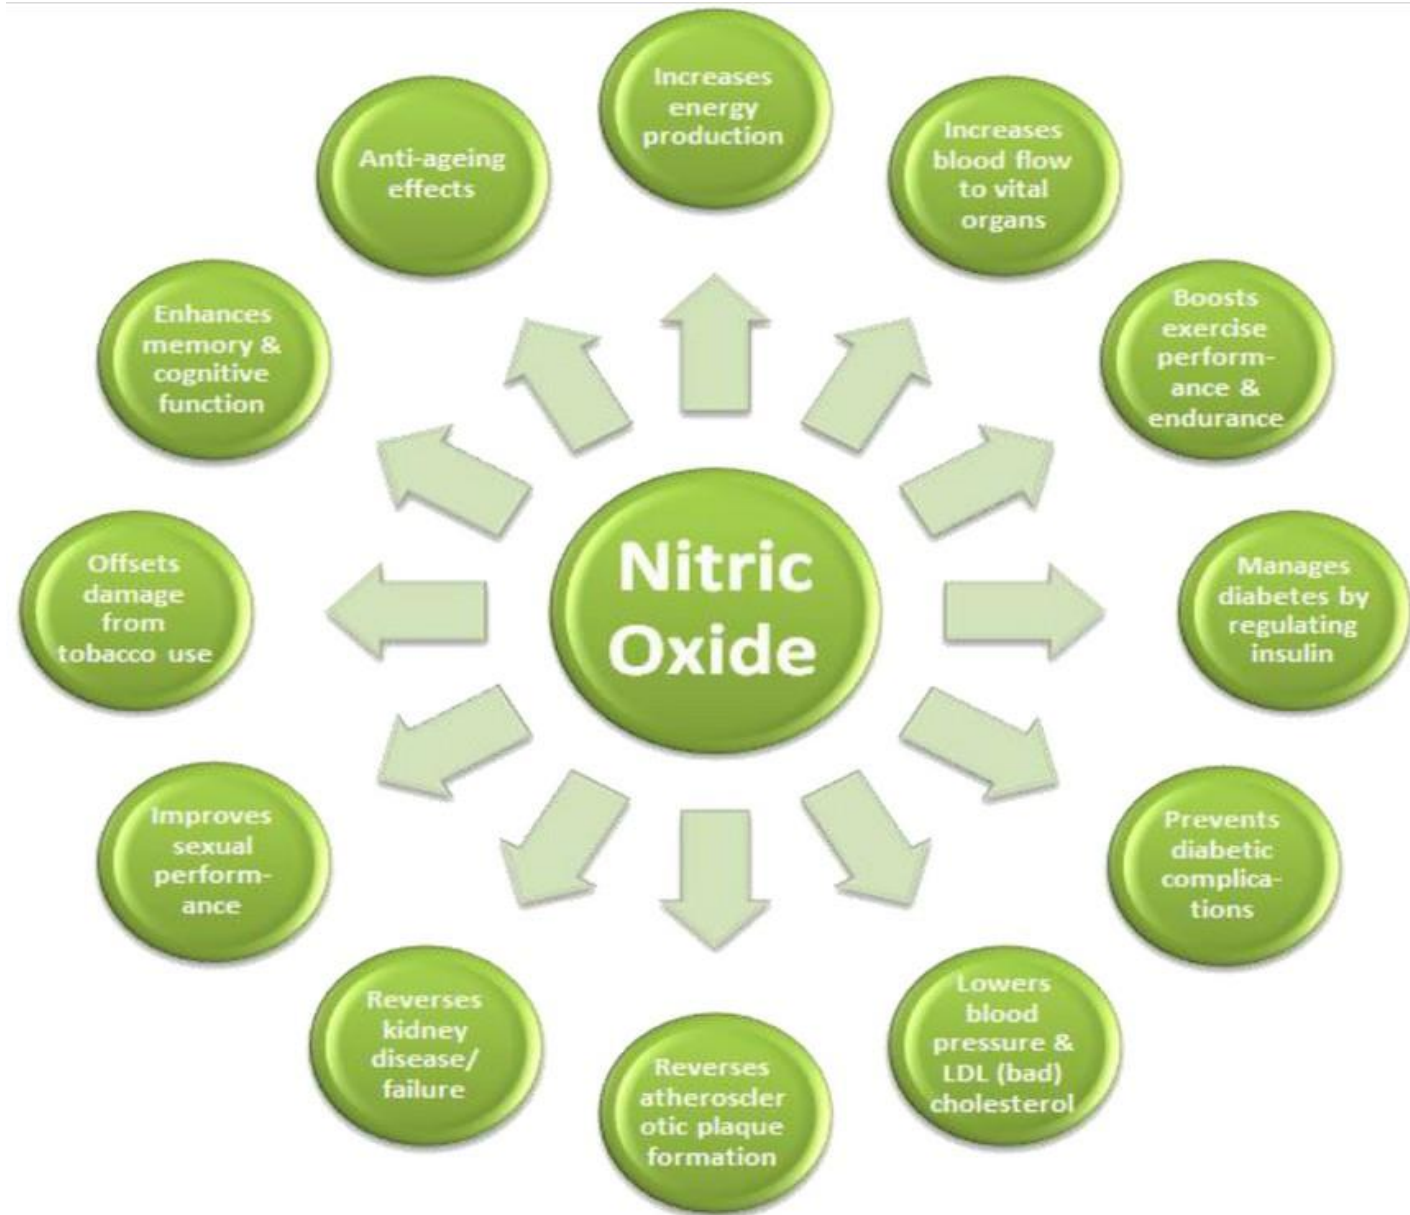 Increases
energy
production
Increases
blood flow
to vital
organs
Boosts
exercise
perform-
ance &
endurance
Manages
diabetes by
regulating
insulin
Prevents
diabetic
complica-
tions
Lowers
blood
pressure &
LDL (bad)
cholesterol
Reverses
atheroscler
otic plaque
formation
Reverses
kidney
disease/
failure
Improves
sexual
perform-
ance
Offsets
damage
from
tobacco use
Enhances
memory &
cognitive
function
Anti-ageing
effects
Nitric
Oxide